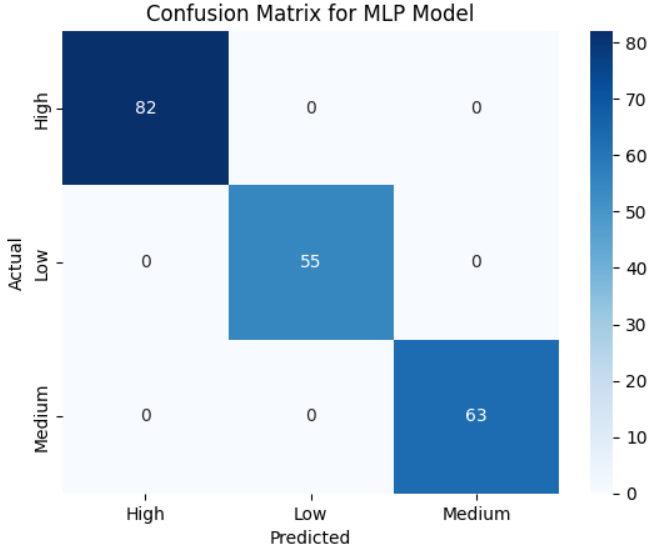 Confusion Matrix for MLP Model
Actual
High
Low
Medium
82 0 0
0 55 0
0 0 63
High Low Medium
Predicted
80
70
60
50
40
30
20
10
0